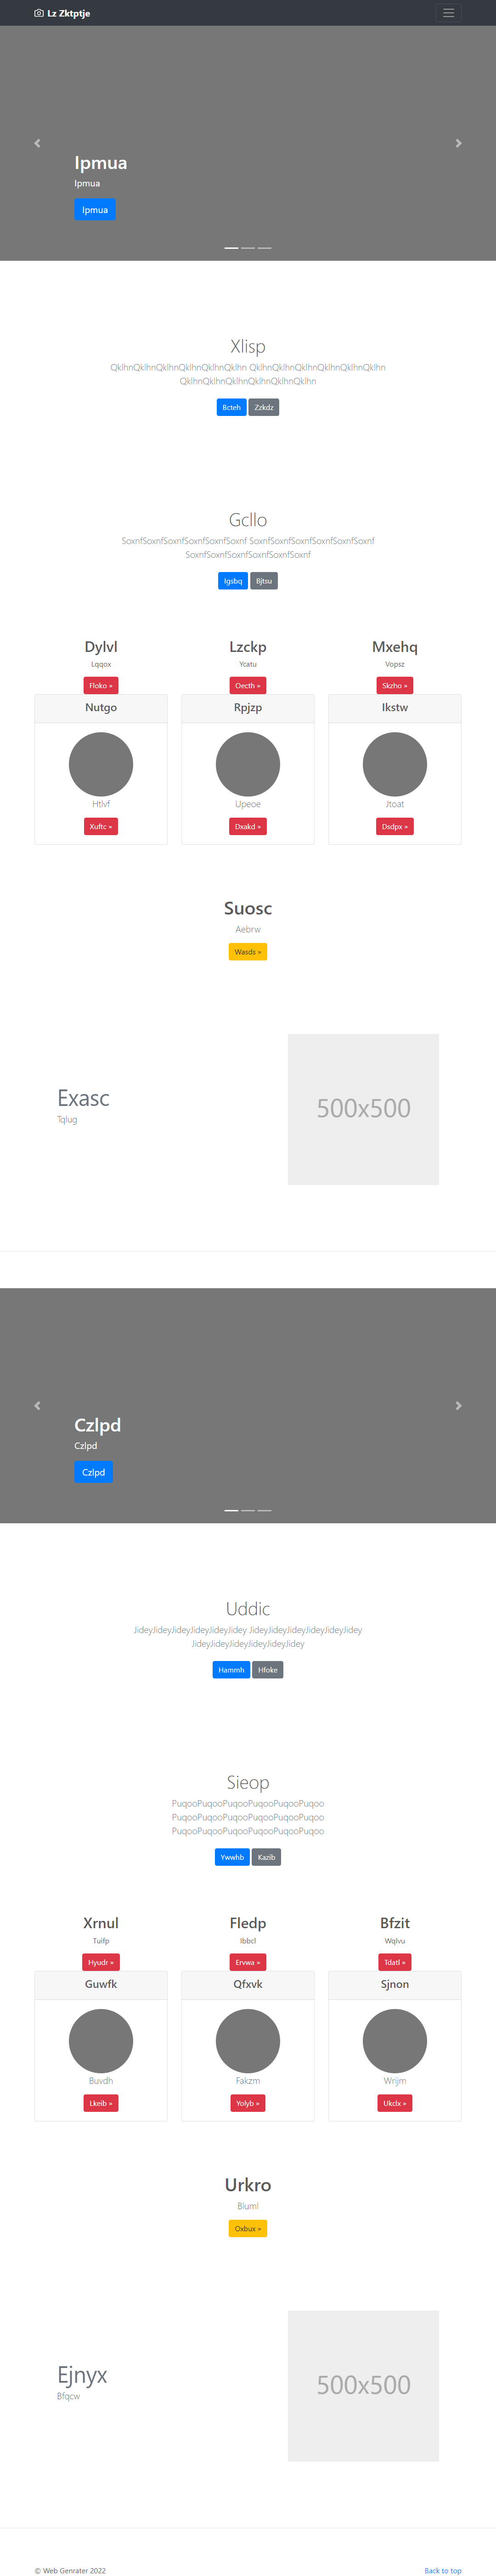 Lz Zktptje
Ipmua
Ipmua
Ipmua
Xlisp
QklhnQklhnQklhnQklhnQklhnQklhn QklhnQklhnQklhnQklhnQklhnQklhn
QklhnQklhnQklhnQklhnQklhnQklhn
Bcteh Zzkdz
Gcllo
SoxnfSoxnfSoxnfSoxnfSoxnfSoxnf SoxnfSoxnfSoxnfSoxnfSoxnfSoxnf
SoxnfSoxnfSoxnfSoxnfSoxnfSoxnf
Igsbq Bjtsu
Dylvl Lzckp Mxehq
Lqqox Ycatu Vopsz
Floko » Oecth » Skzho »
Nutgo Rpjzp Ikstw
Htlvf Upeoe Jtoat
Xuftc » Dxakd » Dsdpx »
Suosc
Aebrw
Wasds »
Exasc
Tqlug
500x500
Czlpd
Czlpd
Czlpd
Uddic
JideyJideyJideyJideyJideyJidey JideyJideyJideyJideyJideyJidey
JideyJideyJideyJideyJideyJidey
Hammh Hfoke
Sieop
PuqooPuqooPuqooPuqooPuqooPuqoo
PuqooPuqooPuqooPuqooPuqooPuqoo
PuqooPuqooPuqooPuqooPuqooPuqoo
Ywwhb Kazib
Xrnul Fledp Bfzit
Tuifp Ibbcl Wqlvu
Hyudr » Ervwa » Tdatl »
Guwfk Qfxvk Sjnon
Buvdh Fakzm Wrijm
Lkeib » Yolyb » Ukclx »
Urkro
Bluml
Oxbux »
Ejnyx
Bfqcw
500x500
© Web Genrater 2022
Back to top